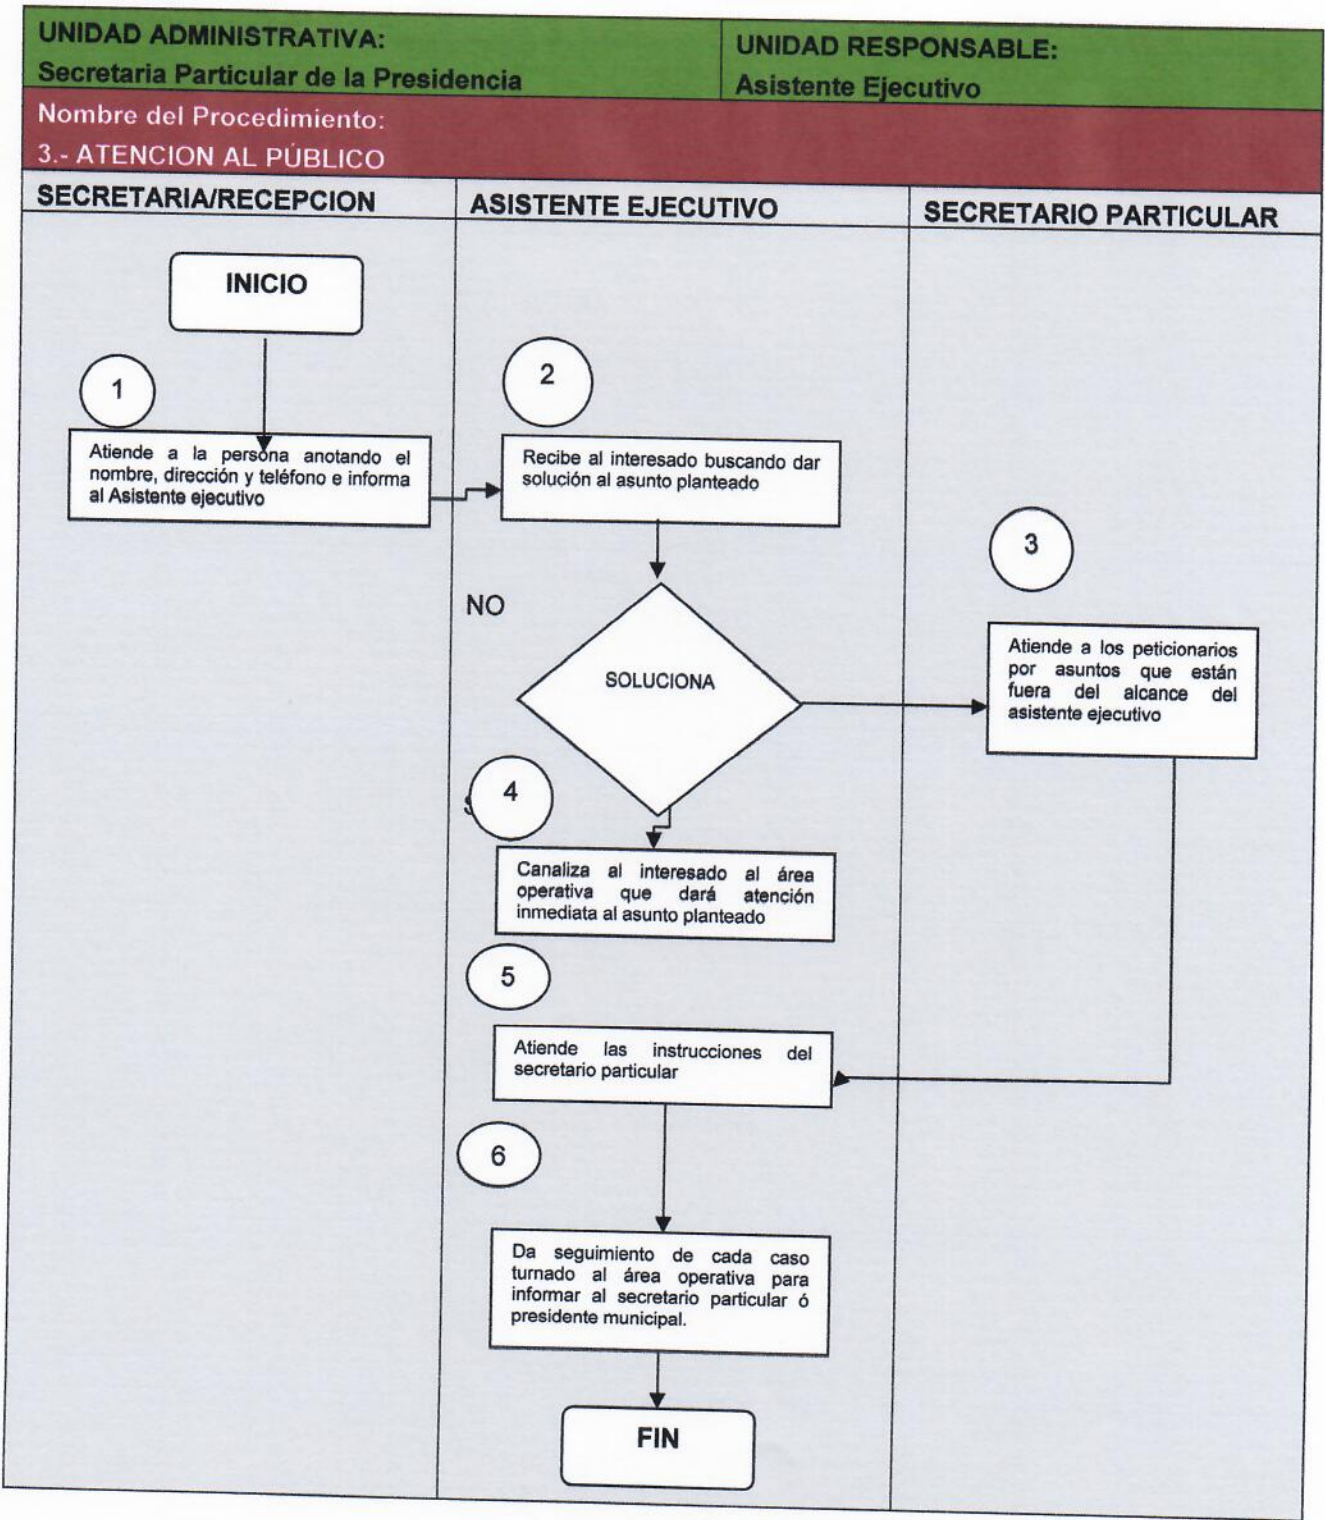 UNIDAD ADMINISTRATIVA:
Secretaria Particular de la Presidencia
UNIDAD RESPONSABLE:
Asistente Ejecutivo
Nombre del Procedimiento:
3.- ATENCION AL PÚBLICO
SECRETARIA/RECEPCION
ASISTENTE EJECUTIVO
SECRETARIO PARTICULAR
INICIO
1
Atiende a la persona anotando el
nombre, dirección y teléfono e informa
al Asistente ejecutivo
2
Recibe al interesado buscando dar
solución al asunto planteado
NO
SOLUCIONA
3
Atiende a los peticionarios
por asuntos que están
fuera del alcance del
asistente ejecutivo
4
Canaliza al interesado al área
operativa que dará atención
inmediata al asunto planteado
5
Atiende las instrucciones del
secretario particular
6
Da seguimiento de cada caso
turnado al área operativa para
informar al secretario particular ó
presidente municipal.
FIN